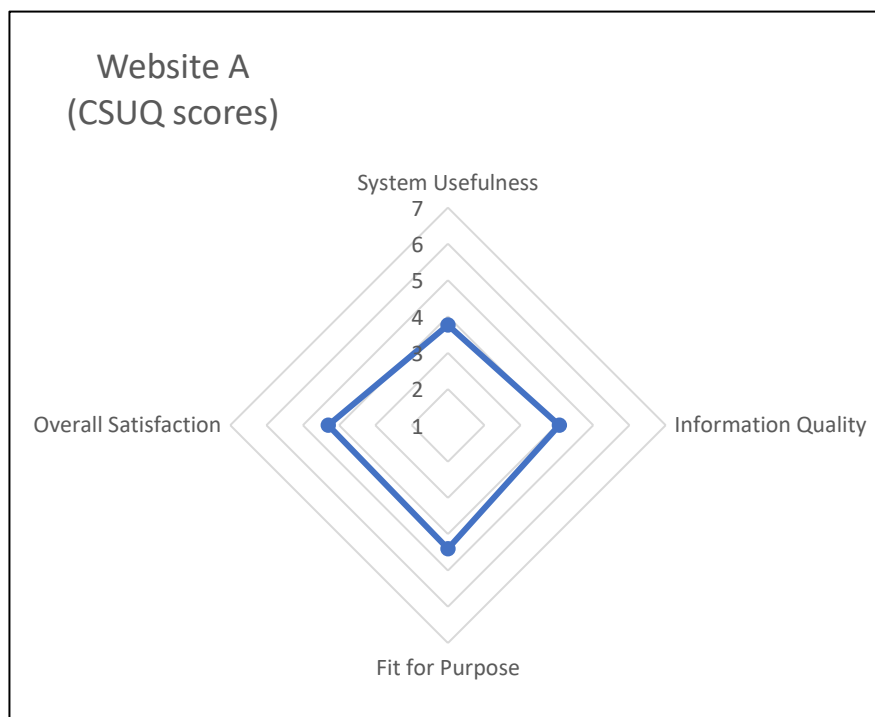 Website A
(CSUQ scores)
System Usefulness
7
6
5
4
3
2
1
Overall Satisfaction
Information Quality
Fit for Purpose